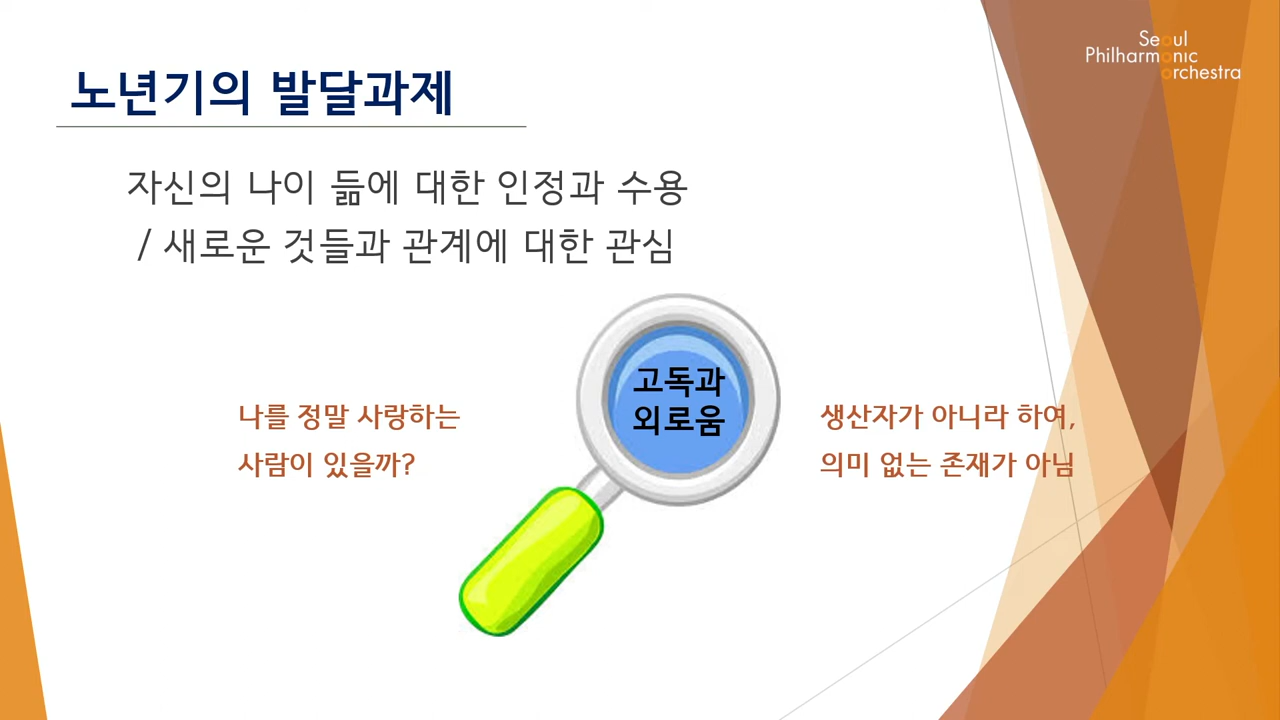 Seoul
Philharmonic
orchestra
노년기의 발달과제
자신의 나이 듦에 대한 인정과 수용
/ 새로운 것들과 관계에 대한 관심
고독과
외로움
나를 정말 사랑하는
사람이 있을까?
생산자가 아니라 하여,
의미 없는 존재가 아님